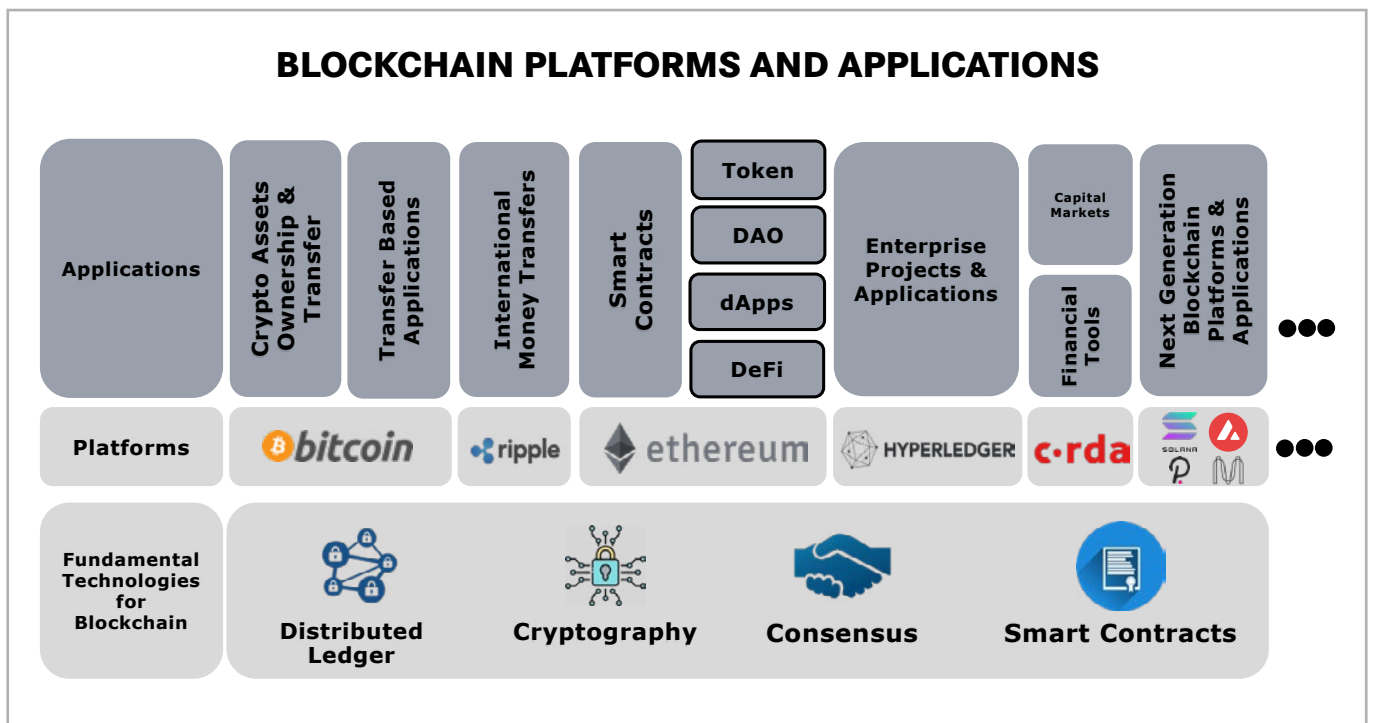 BLOCKCHAIN PLATFORMS AND APPLICATIONS
Applications
Crypto Assets
Ownership &
Transfer
Transfer Based
Applications
International
Money Transfers
Smart
Contracts
Token
DAO
dApps
DeFi
Enterprise
Projects &
Applications
Capital
Markets
Financial
Tools
Next Generation
Blockchain
Platforms &
Applications
Platforms
bitcoin
ripple
ethereum
HYPERLEDGER
c·rda
SOLANA
Fundamental
Technologies
for
Blockchain
Distributed
Ledger
Cryptography
Consensus
Smart Contracts